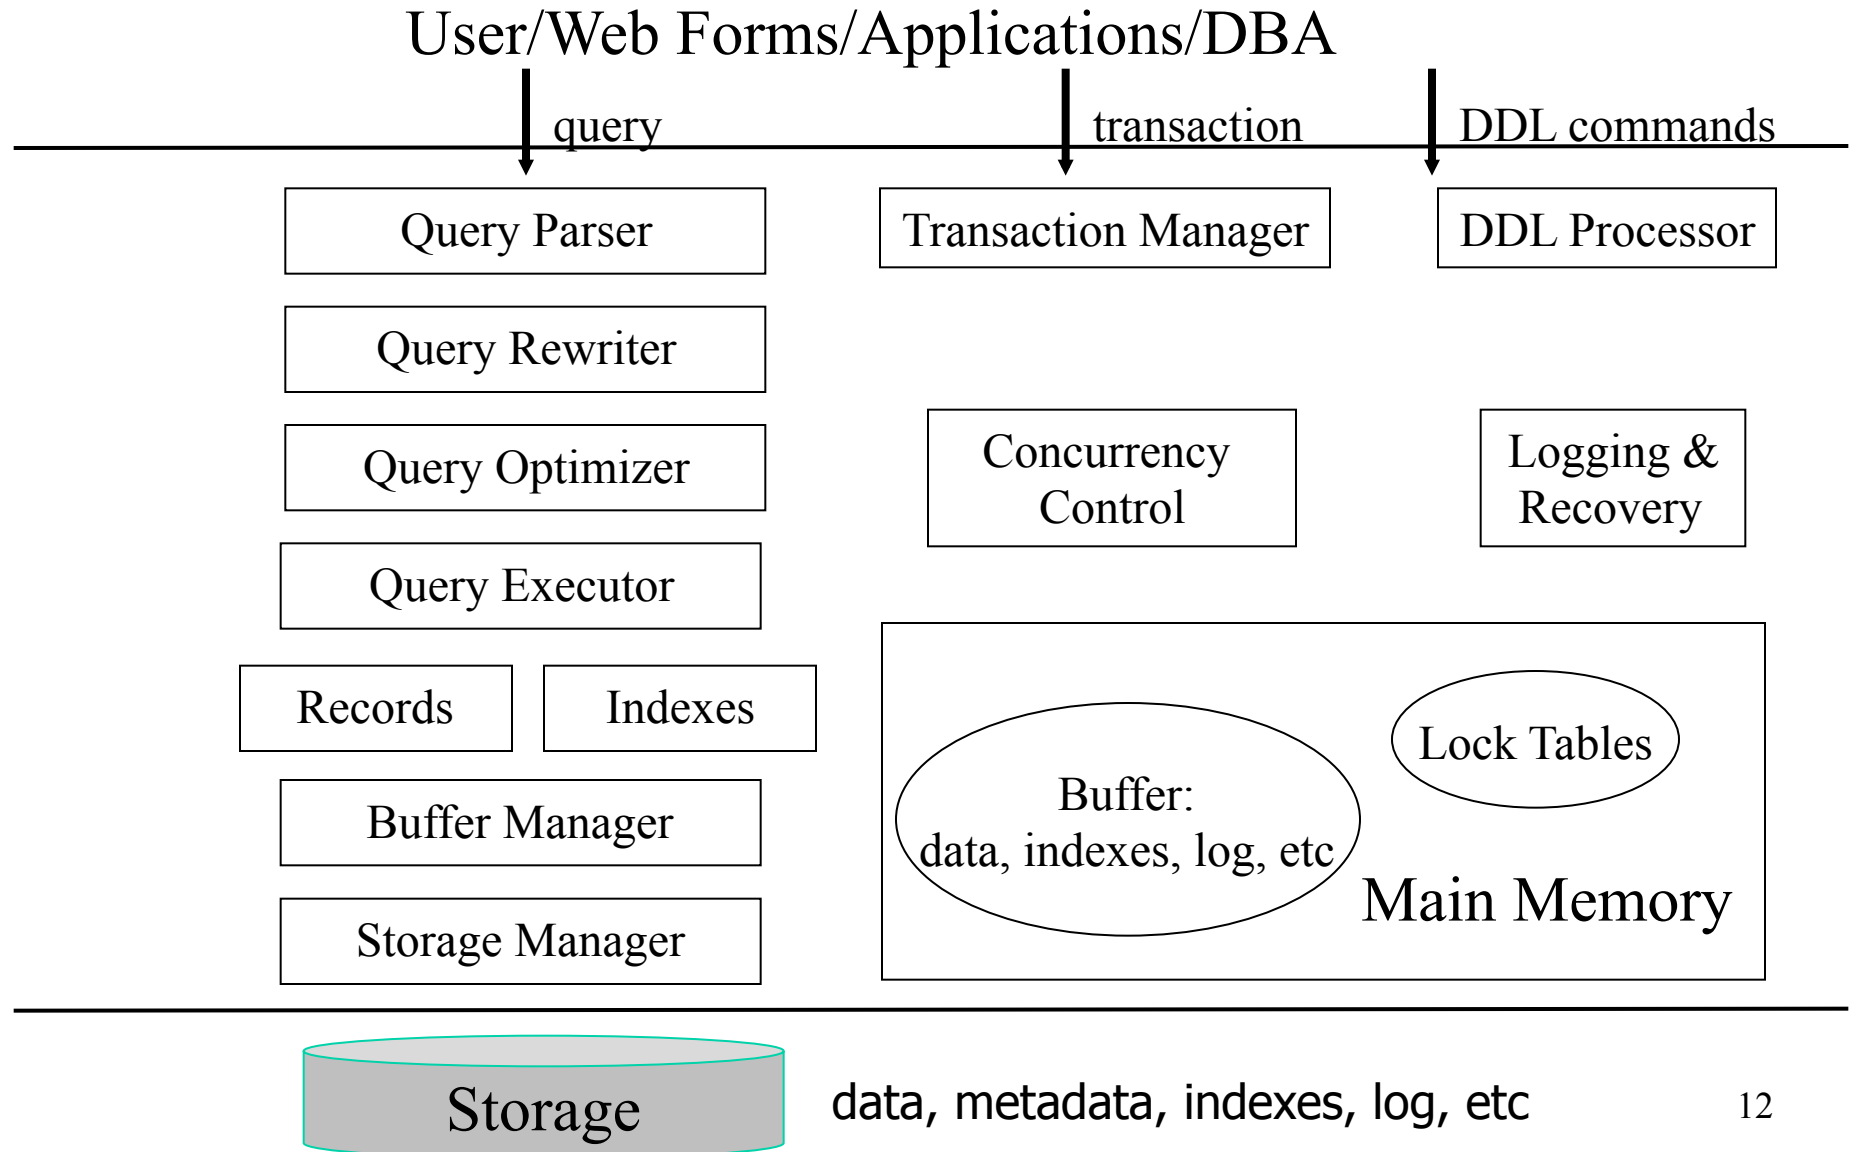 User/Web Forms/Applications/DBA
query
transaction
DDL commands
Query Parser
Transaction Manager
DDL Processor
Query Rewriter
Query Optimizer
Concurrency
Control
Logging &
Recovery
Query Executor
Records
Indexes
Lock Tables
Buffer:
data, indexes, log, etc
Main Memory
Buffer Manager
Storage Manager
Storage
data, metadata, indexes, log, etc
12